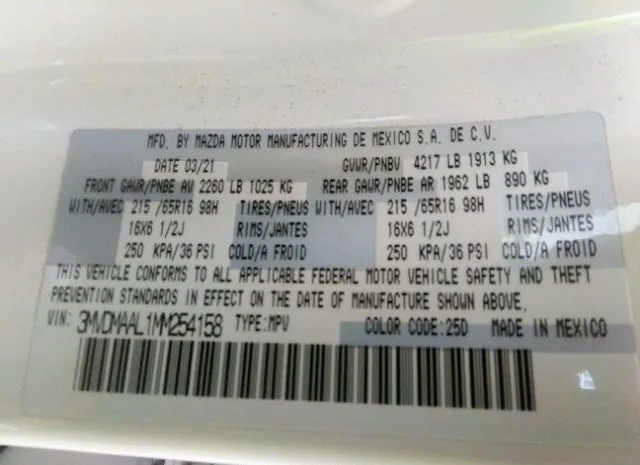 MFD. BY MAZDA MOTOR MANUFACTURING DE MEXICO S.A. DE C.V.
DATE 03/21 GVWR/PNBV 4217 LB 1913 KG
FRONT GAWR/PNBE AV 2260 LB 1025 KG REAR GAWR/PNBE AR 1962 LB 890 KG
WITH/AVEC 215 /65R16 98H TIRES/PNEUS WITH/AVEC 215 /65R16 98H TIRES/PNEUS
16X6 1/2J RIMS/JANTES 16X6 1/2J RIMS/JANTES
250 KPA/36 PSI COLD/A FROID 250 KPA/36 PSI COLD/A FROID
THIS VEHICLE CONFORMS TO ALL APPLICABLE FEDERAL MOTOR VEHICLE SAFETY AND THEFT
PREVENTION STANDARDS IN EFFECT ON THE DATE OF MANUFACTURE SHOWN ABOVE.
VIN: 3MVDMAAL1MM254158 TYPE:MPV COLOR CODE:25D MADE IN MEXICO